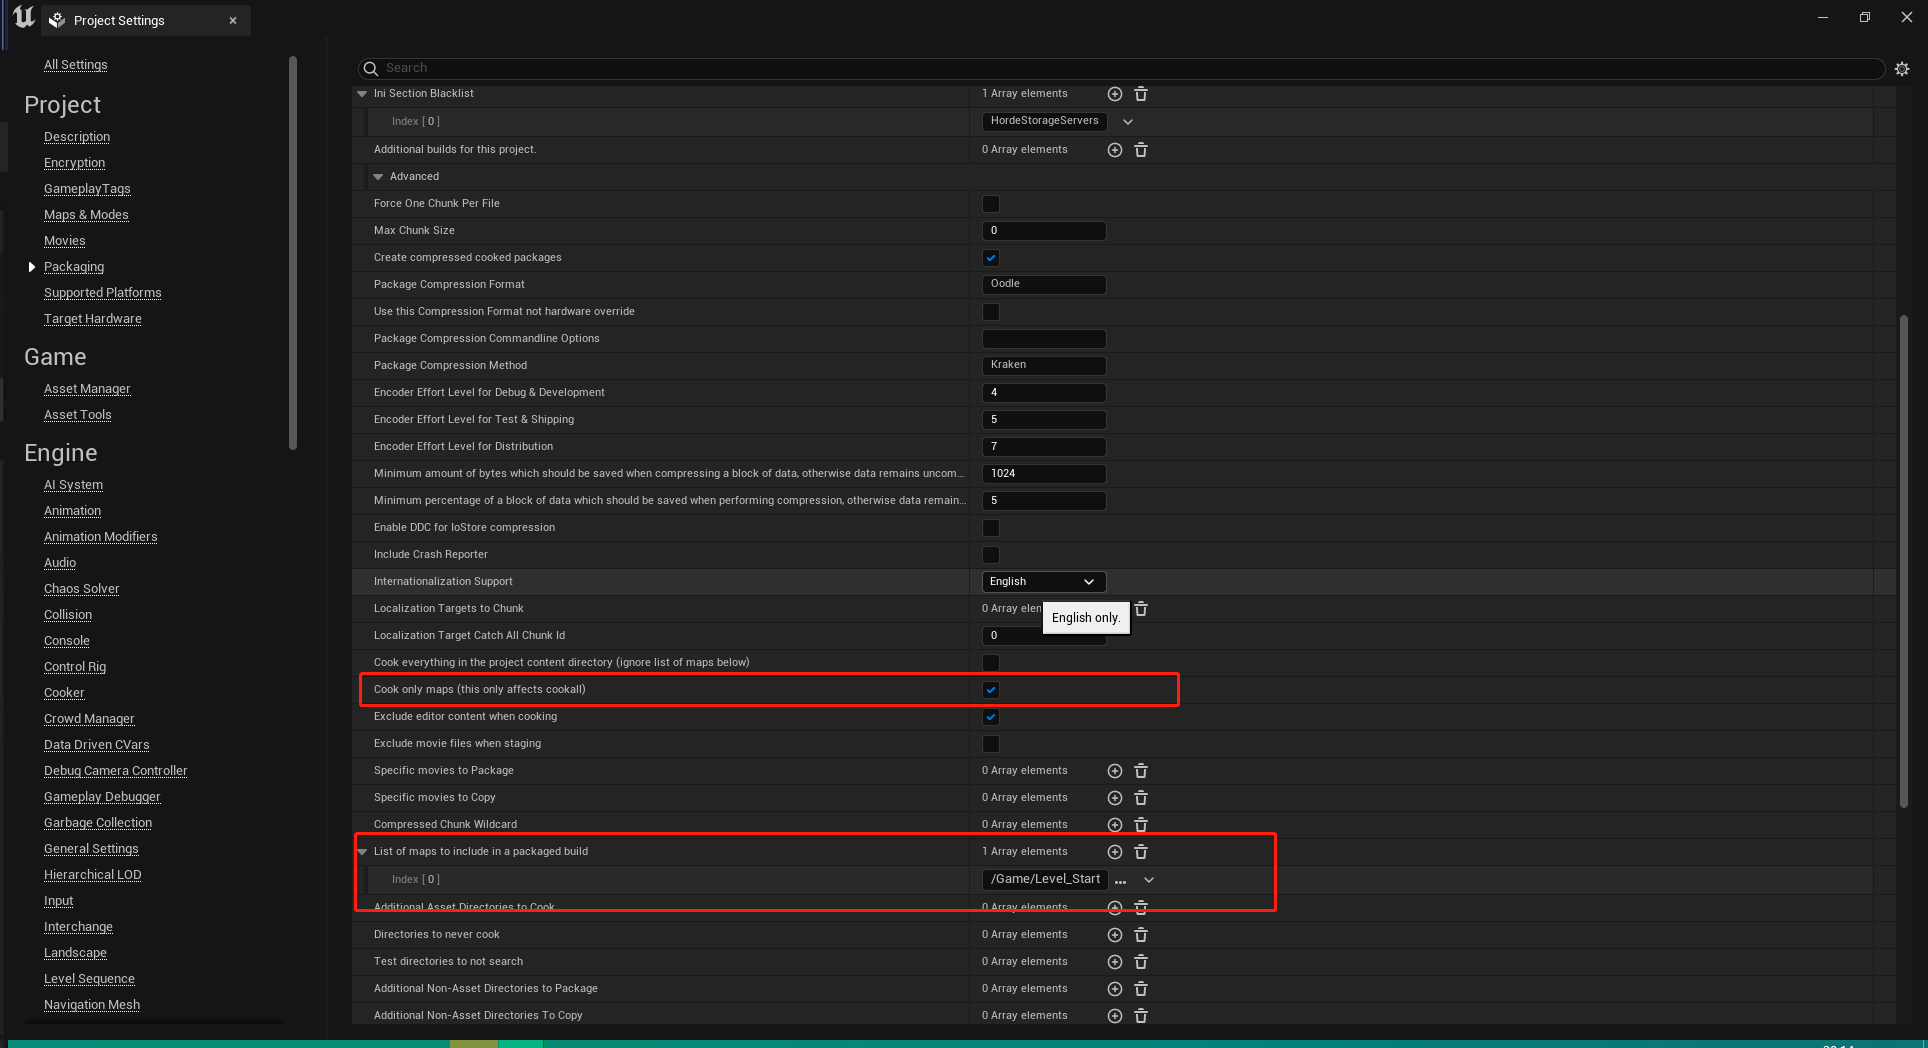 Project Settings
All Settings
Project
Description
Encryption
GameplayTags
Maps & Modes
Movies
Packaging
Supported Platforms
Target Hardware
Game
Asset Manager
Asset Tools
Engine
AI System
Animation
Animation Modifiers
Audio
Chaos Solver
Collision
Console
Control Rig
Cooker
Crowd Manager
Data Driven CVars
Debug Camera Controller
Gameplay Debugger
Garbage Collection
General Settings
Hierarchical LOD
Input
Interchange
Landscape
Level Sequence
Navigation Mesh
Search
Ini Section Blacklist 1 Array elements
Index [ 0 ] HordeStorageServers
Additional builds for this project. 0 Array elements
Advanced
Force One Chunk Per File
Max Chunk Size 0
Create compressed cooked packages
Package Compression Format Oodle
Use this Compression Format not hardware override
Package Compression Commandline Options
Package Compression Method Kraken
Encoder Effort Level for Debug & Development 4
Encoder Effort Level for Test & Shipping 5
Encoder Effort Level for Distribution 7
Minimum amount of bytes which should be saved when compressing a block of data, otherwise data remains uncom... 1024
Minimum percentage of a block of data which should be saved when performing compression, otherwise data remain... 5
Enable DDC for IoStore compression
Include Crash Reporter
Internationalization Support English
Localization Targets to Chunk 0 Array elem
English only.
Localization Target Catch All Chunk Id 0
Cook everything in the project content directory (ignore list of maps below)
Cook only maps (this only affects cookall)
Exclude editor content when cooking
Exclude movie files when staging
Specific movies to Package 0 Array elements
Specific movies to Copy 0 Array elements
Compressed Chunk Wildcard 0 Array elements
List of maps to include in a packaged build 1 Array elements
Index [ 0 ] /Game/Level_Start ...
Additional Asset Directories to Cook 0 Array elements
Directories to never cook 0 Array elements
Test directories to not search 0 Array elements
Additional Non-Asset Directories to Package 0 Array elements
Additional Non-Asset Directories To Copy 0 Array elements